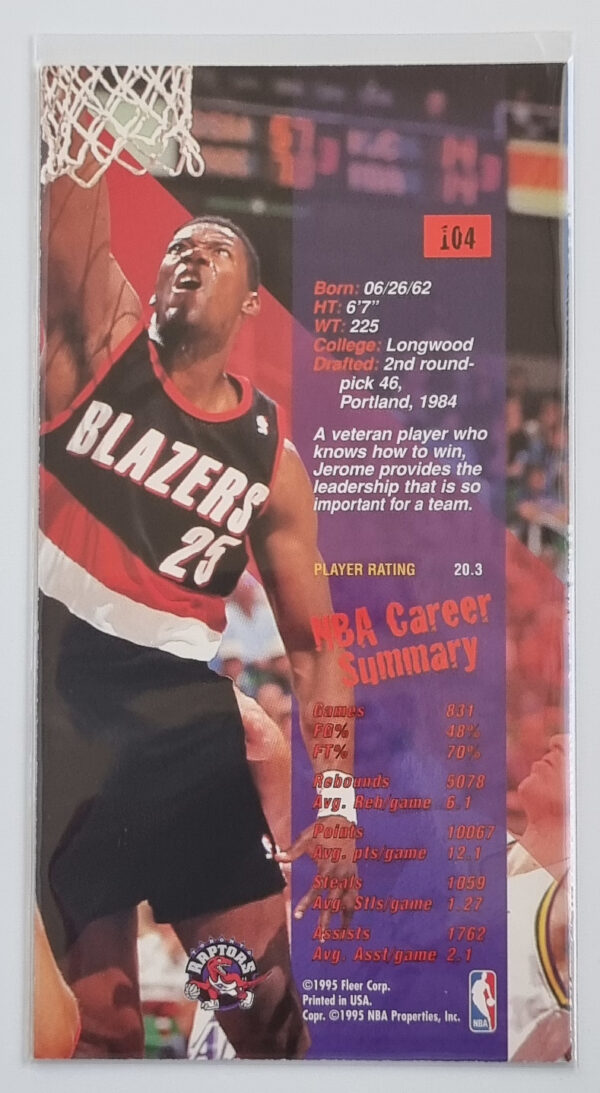 104
Born: 06/26/62
HT: 6'7"
WT: 225
College: Longwood
Drafted: 2nd round-
pick 46,
Portland, 1984
A veteran player who
knows how to win,
Jerome provides the
leadership that is so
important for a team.
BLAZERS
25
PLAYER RATING 20.3
NBA Career
Summary
Games 831
FG% 48%
FT% 70%
Rebounds 5078
Avg. Reb/game 6.1
Points 10067
Avg. pts/game 12.1
Steals 1059
Avg. Stls/game 1.27
Assists 1762
Avg. Asst/game 2.1
RAPTORS
©1995 Fleer Corp.
Printed in USA.
Copr. ©1995 NBA Properties, Inc.
NBA